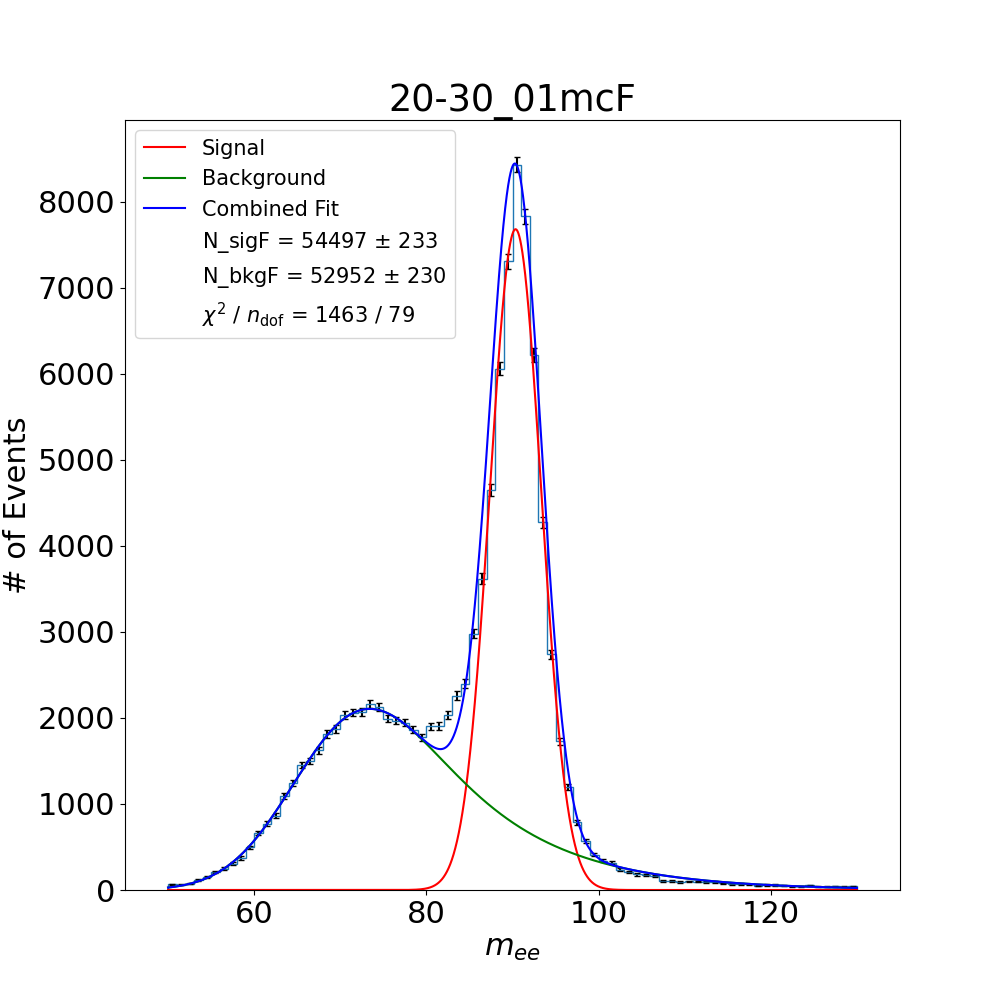 20-30_01mcF
Signal
Background
Combined Fit
N_sigF = 54497 ± 233
N_bkgF = 52952 ± 230
χ² / n_dof = 1463 / 79
# of Events
8000
7000
6000
5000
4000
3000
2000
1000
0
60 80 100 120
m_ee